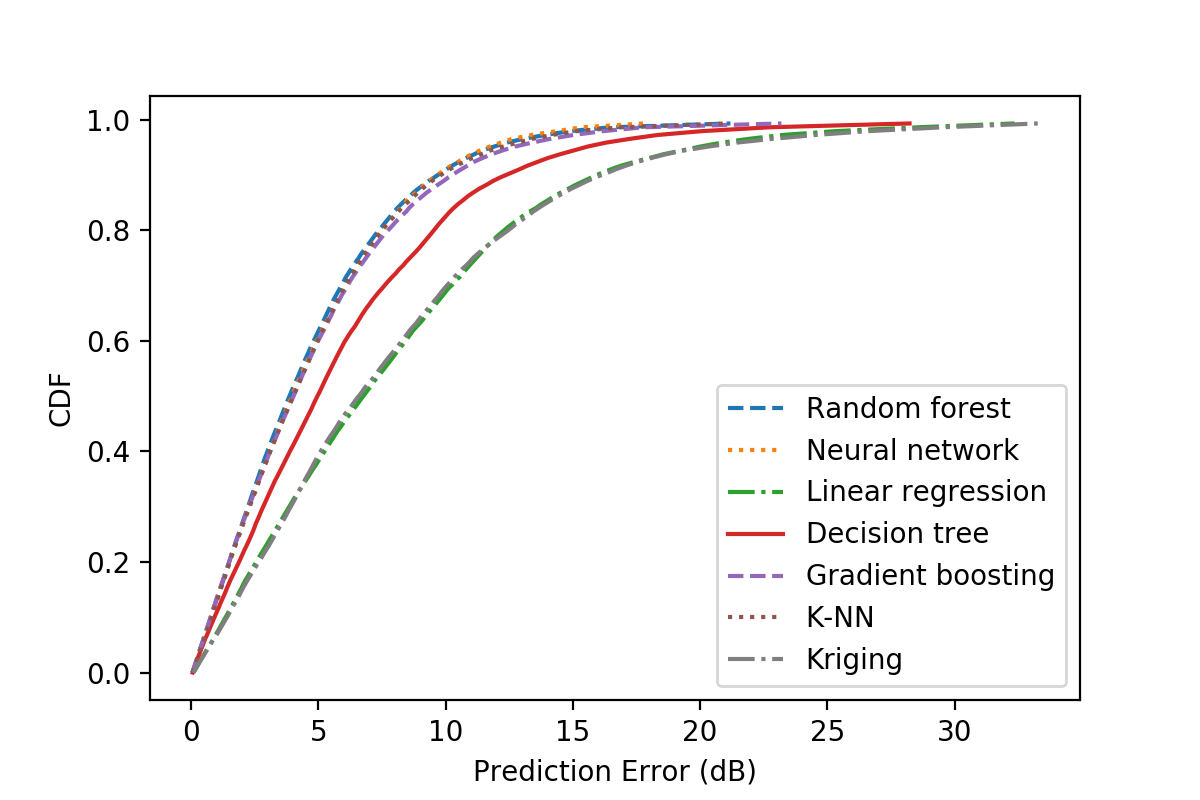 1.0
0.8
0.6
0.4
0.2
0.0
CDF
Random forest
Neural network
Linear regression
Decision tree
Gradient boosting
K-NN
Kriging
0 5 10 15 20 25 30
Prediction Error (dB)